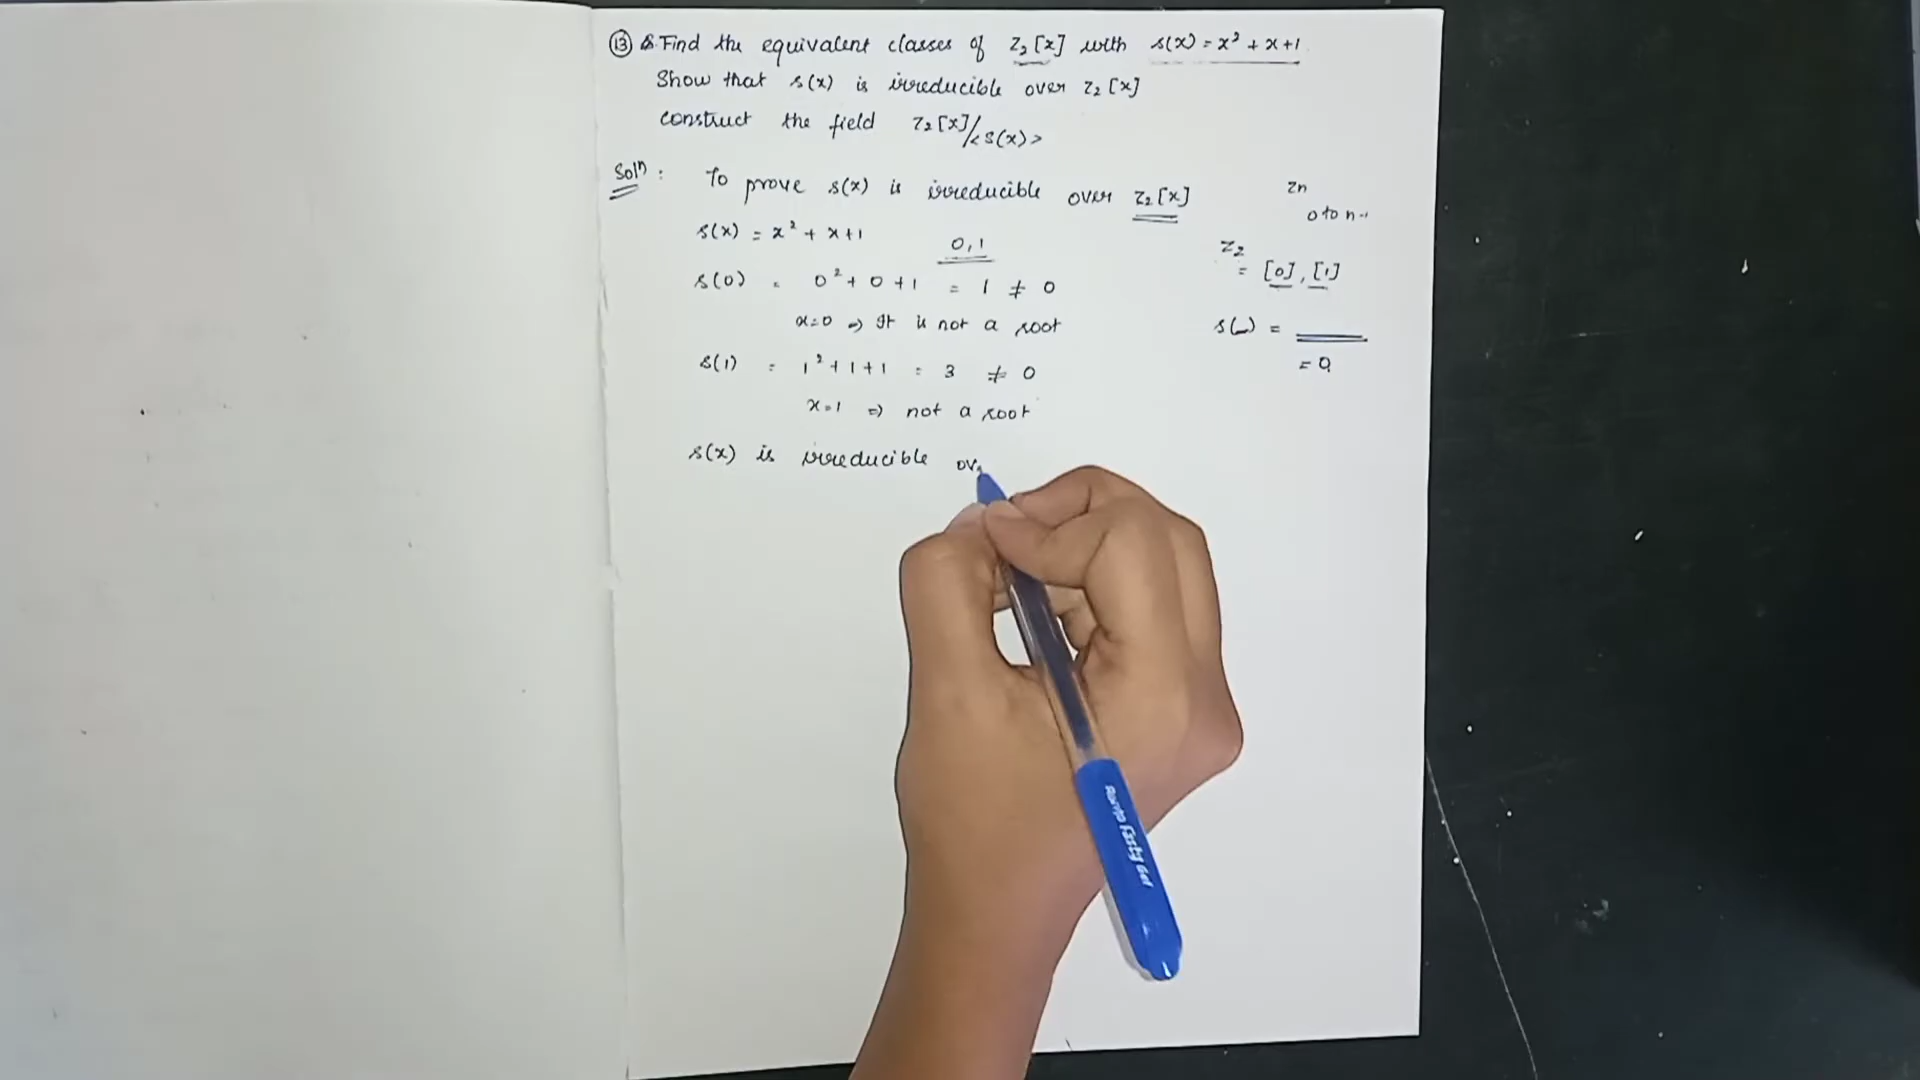 13 Find the equivalent classes of Z2[x] with s(x) = x² + x + 1
Show that s(x) is irreducible over Z2[x]
construct the field Z2[x]/<s(x)>
Soln : To prove s(x) is irreducible over Z2[x]
Zn
0 to n-1
s(x) = x² + x + 1
0,1
Z2
= [0], [1]
s(0) = 0² + 0 + 1 = 1 ≠ 0
x=0 => It is not a root
s(_) = ____
= 0
s(1) = 1² + 1 + 1 = 3 ≠ 0
x=1 => not a root
s(x) is irreducible ov